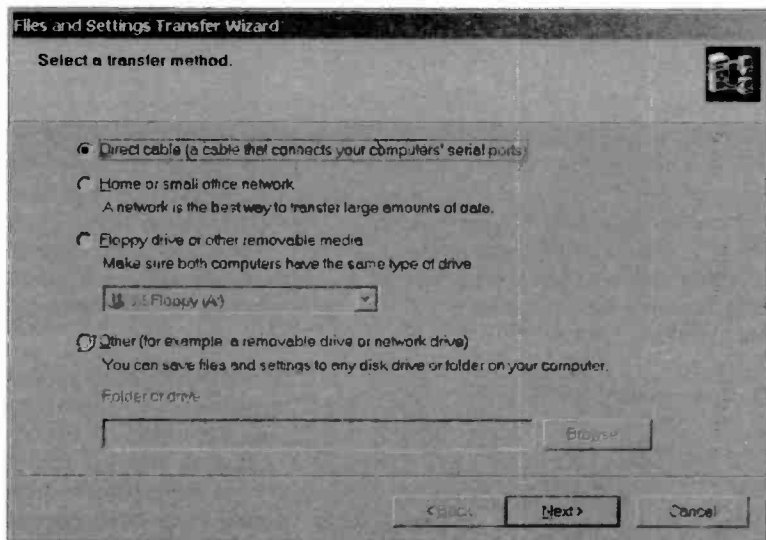 Files and Settings Transfer Wizard
Select a transfer method.
Direct cable (a cable that connects your computers' serial ports)
Home or small office network
A network is the best way to transfer large amounts of data.
Floppy drive or other removable media
Make sure both computers have the same type of drive
Floppy (A:)
Other (for example, a removable drive or network drive)
You can save files and settings to any disk drive or folder on your computer.
Folder or drive
Browse...
< Back
Next >
Cancel